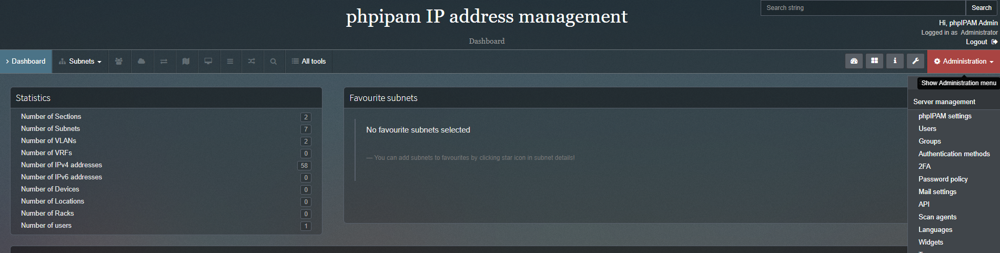 phpipam IP address management
Dashboard
Search string
Search
Hi, phpIPAM Admin
Logged in as Administrator
Logout
Dashboard
Subnets
All tools
Administration
Show Administration menu
Statistics
Number of Sections 2
Number of Subnets 7
Number of VLANs 2
Number of VRFs 0
Number of IPv4 addresses 58
Number of IPv6 addresses 0
Number of Devices 0
Number of Locations 0
Number of Racks 0
Number of users 1
Favourite subnets
No favourite subnets selected
— You can add subnets to favourites by clicking star icon in subnet details!
Server management
phpIPAM settings
Users
Groups
Authentication methods
2FA
Password policy
Mail settings
API
Scan agents
Languages
Widgets